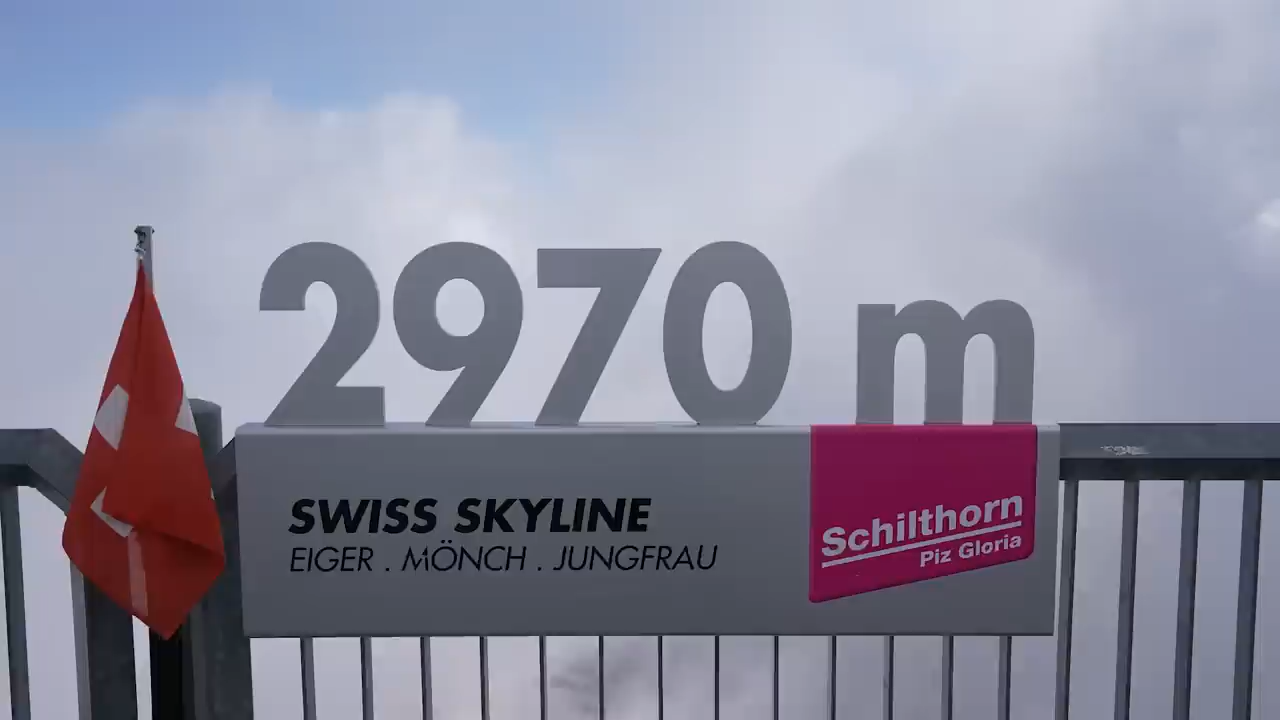 2970 m
SWISS SKYLINE
EIGER . MÖNCH . JUNGFRAU
Schilthorn
Piz Gloria